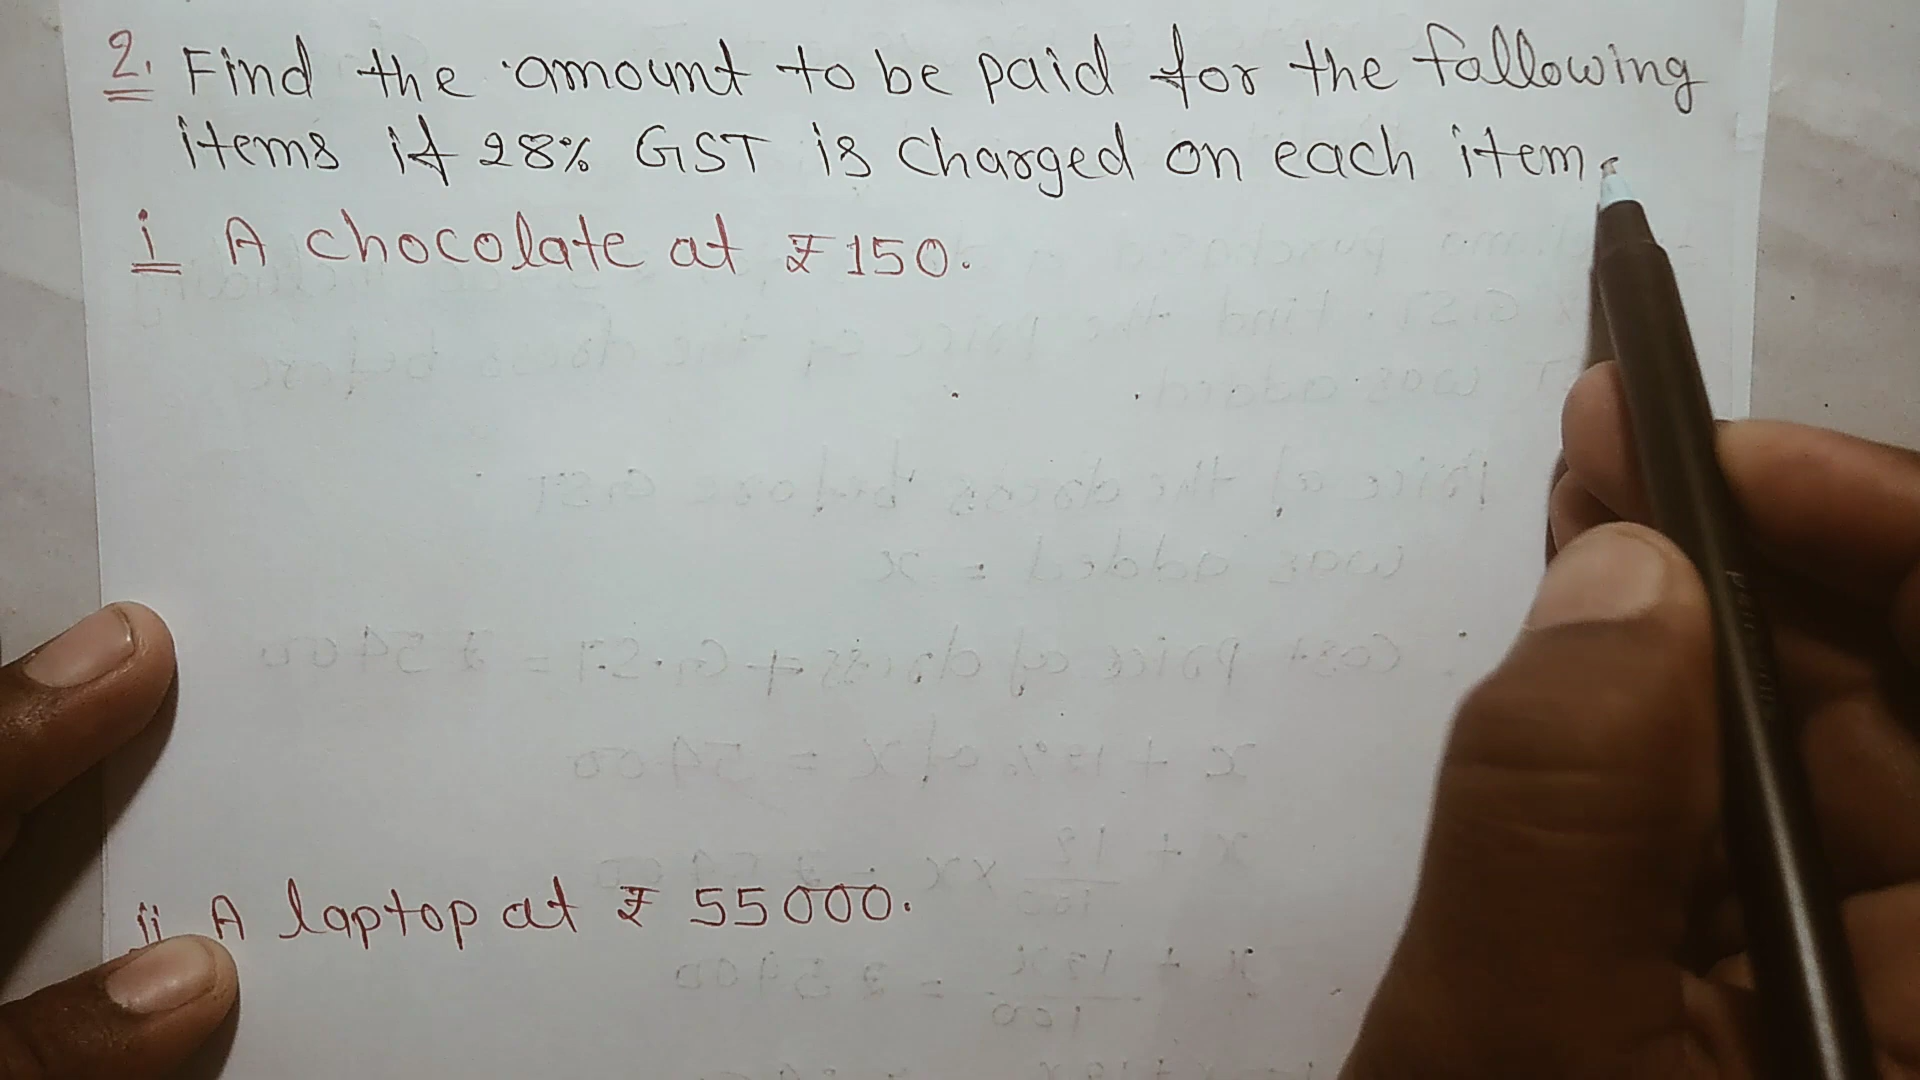 2. Find the amount to be paid for the following
items if 28% GST is charged on each item.
i A chocolate at ₹150.
ii A laptop at ₹ 55000.